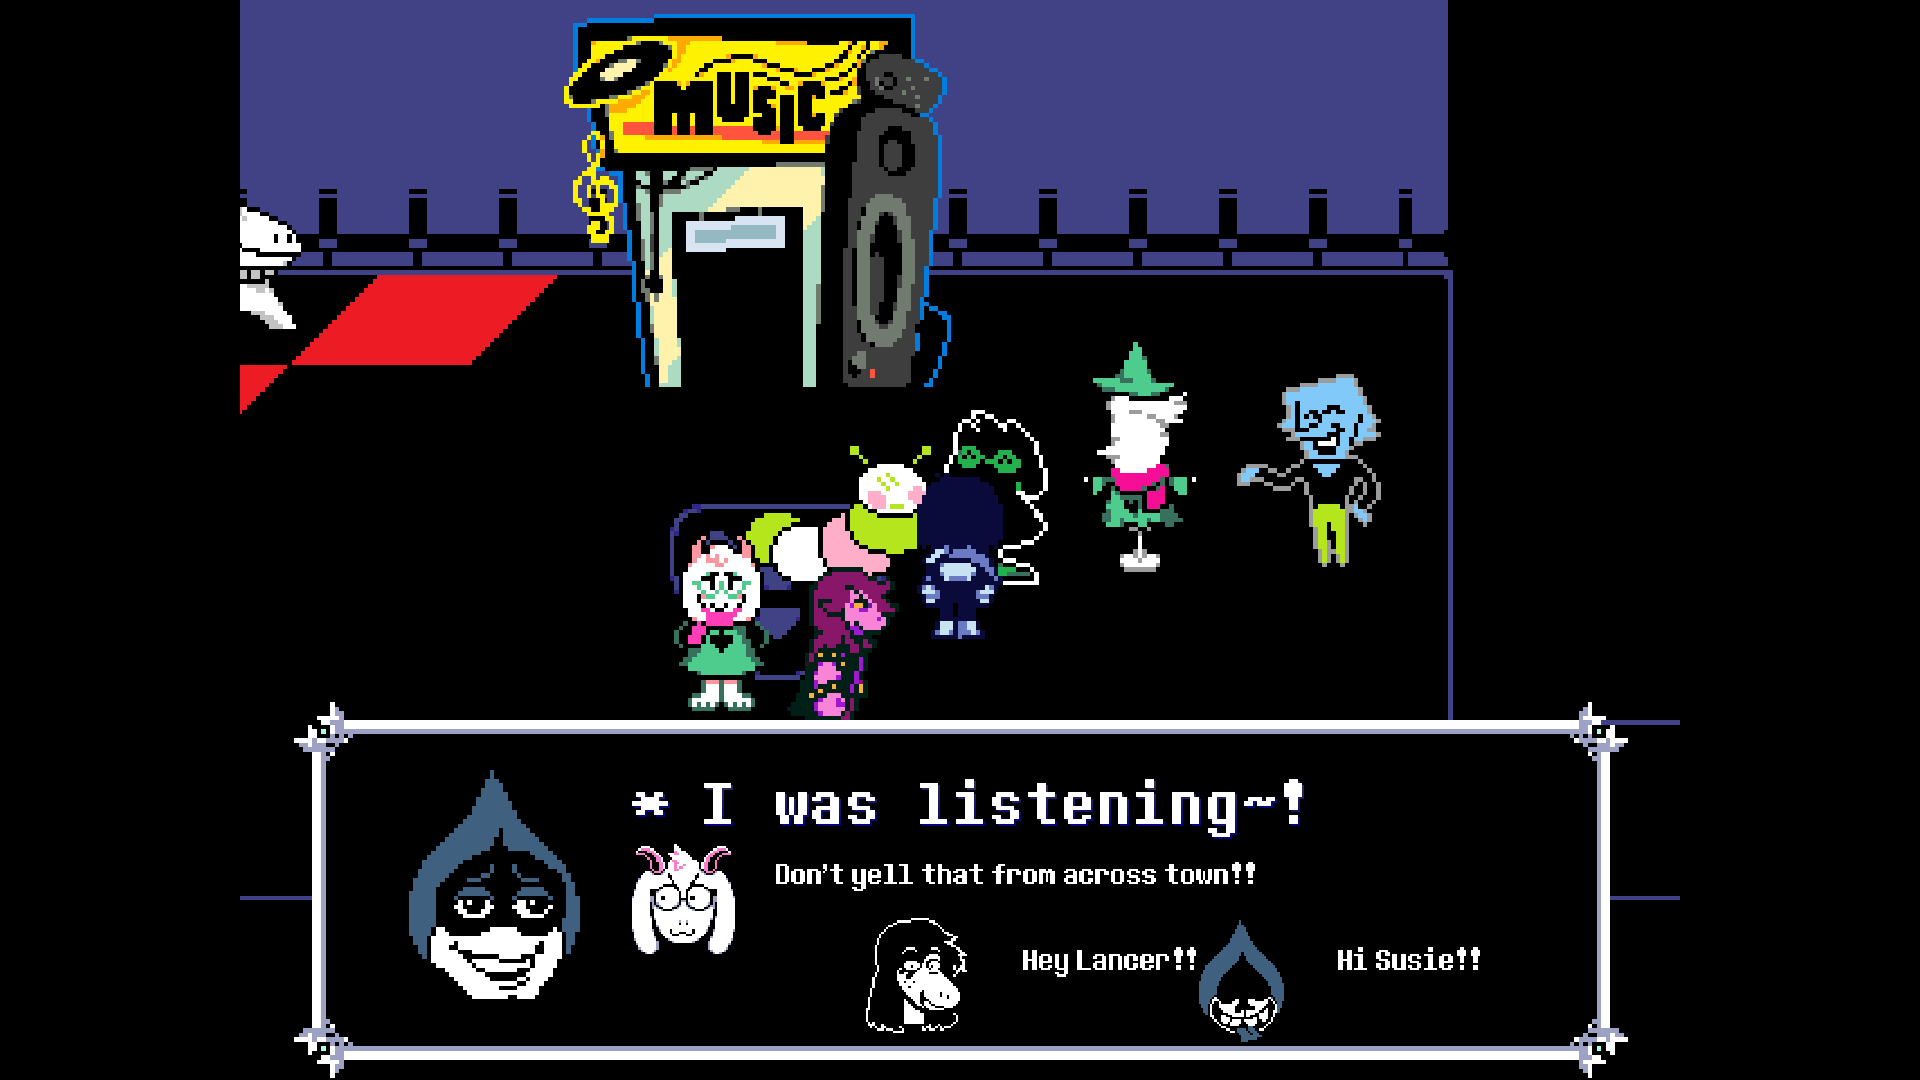 MUSIC
* I was listening~!
Don't yell that from across town!!
Hey Lancer!!
Hi Susie!!